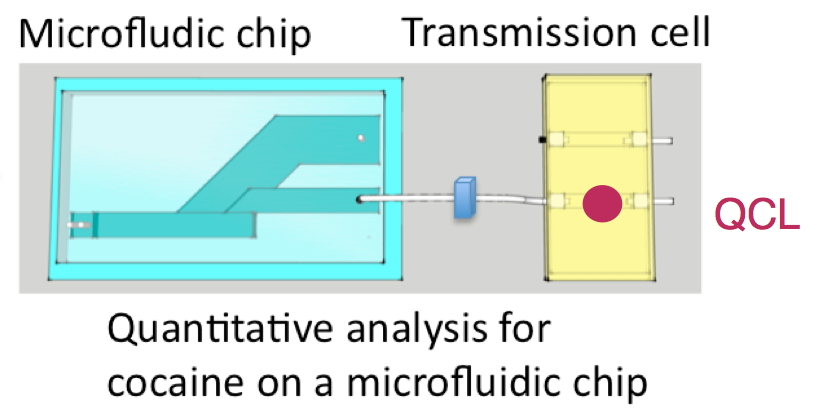 Microfludic chip
Transmission cell
QCL
Quantitative analysis for
cocaine on a microfluidic chip